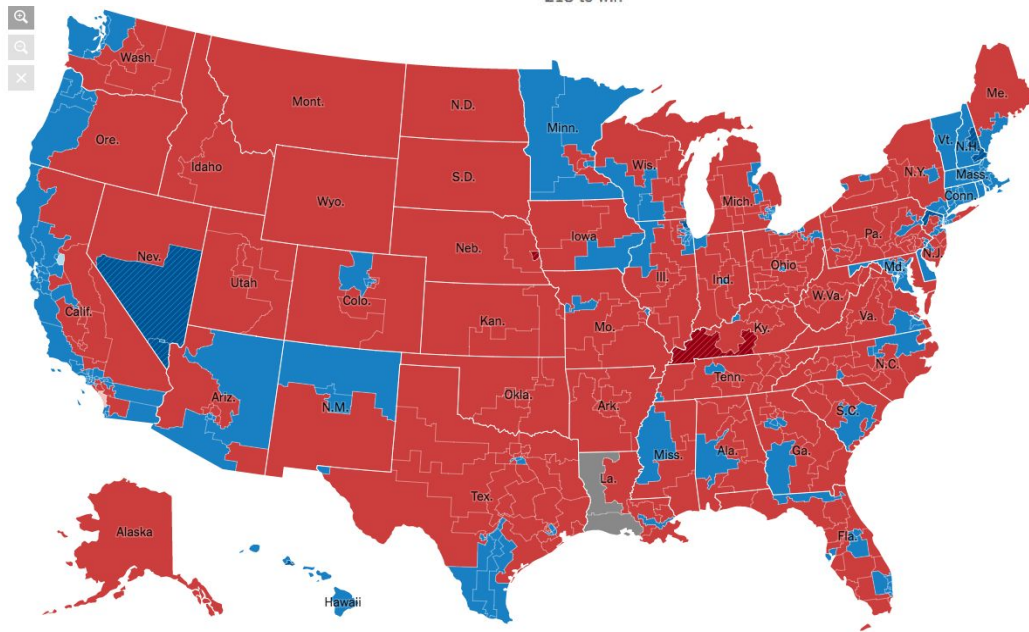 Wash.
Mont.
N.D.
Minn.
Me.
Ore.
Idaho
S.D.
Wis.
Vt.
N.H.
N.Y.
Mass.
Mich.
Conn.
Wyo.
Neb.
Iowa
Pa.
Nev.
Utah
Colo.
Ill.
Ind.
Ohio
N.J.
Md.
W.Va.
Calif.
Kan.
Mo.
Ky.
Va.
Ariz.
N.M.
Okla.
Ark.
Tenn.
N.C.
S.C.
Tex.
La.
Miss.
Ala.
Ga.
Alaska
Fla.
Hawaii